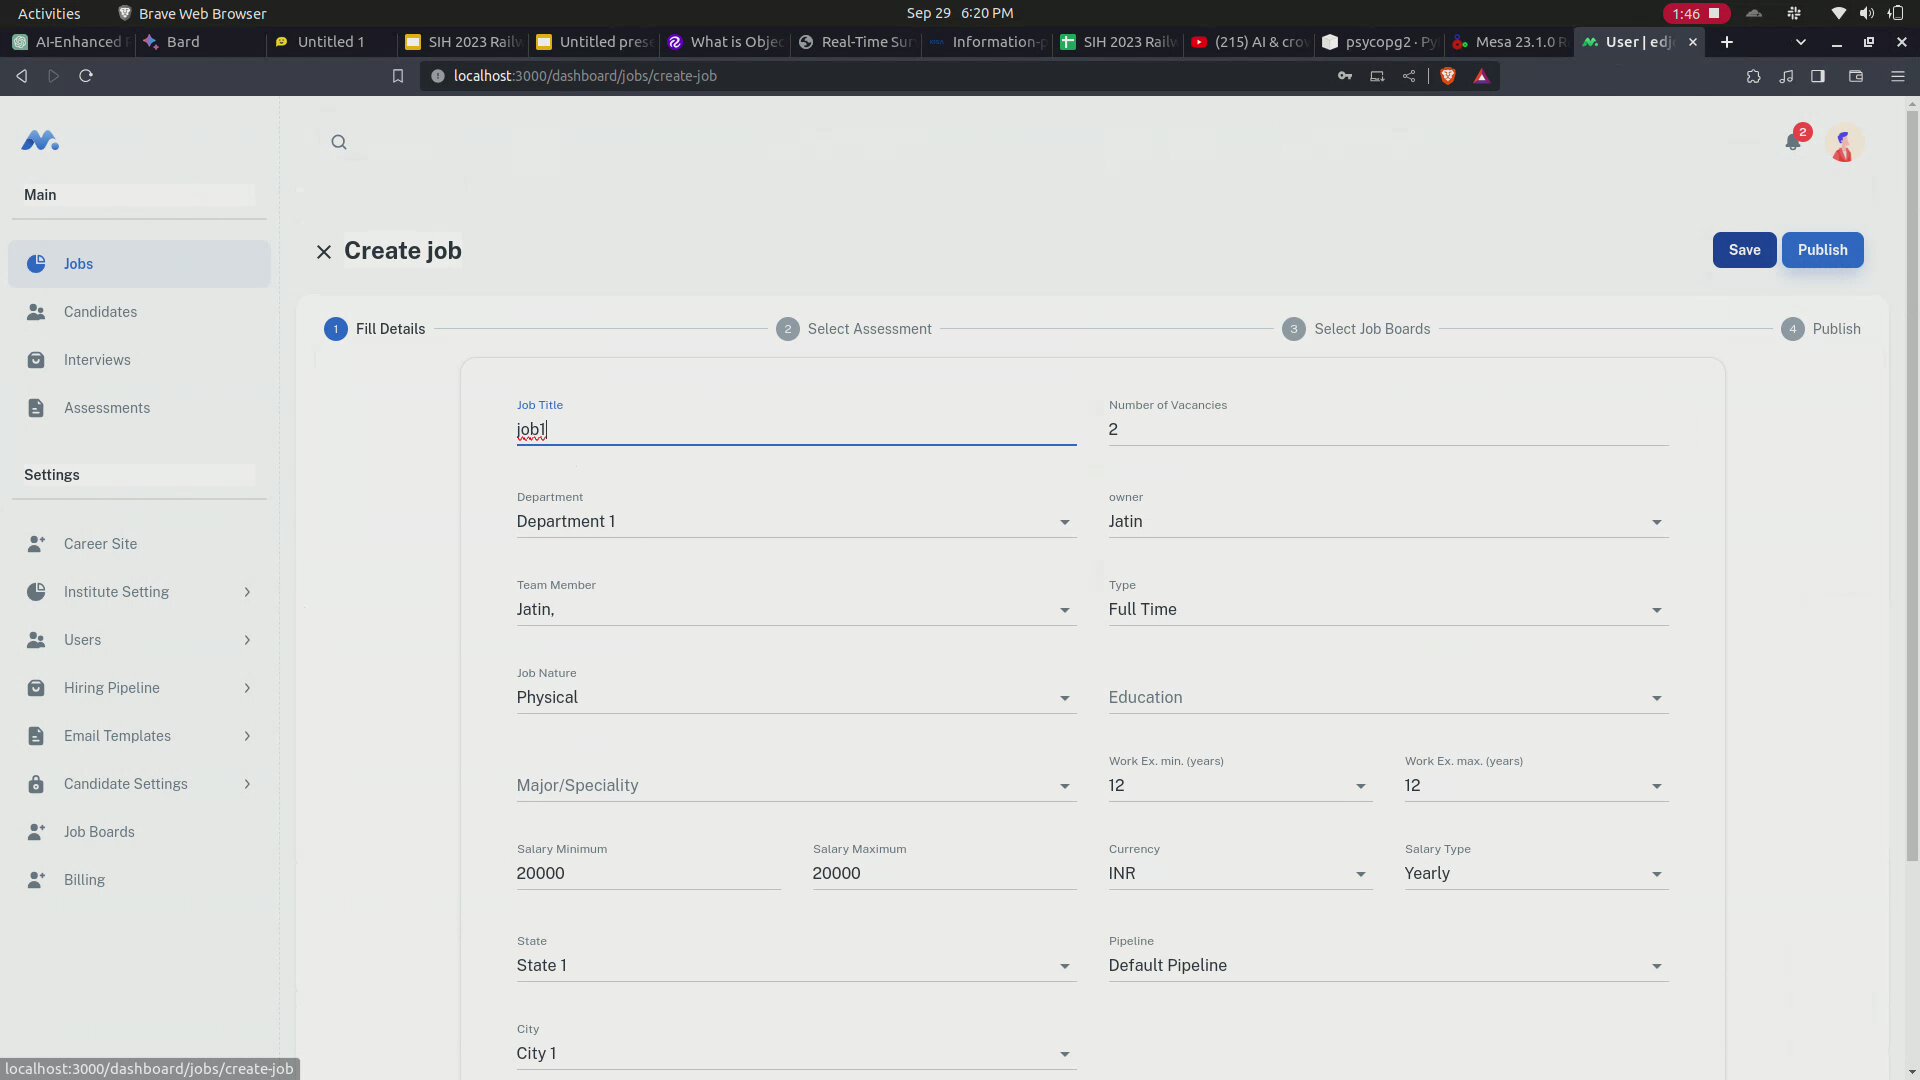 Activities Brave Web Browser Sep 29 6:20 PM 1:46
AI-Enhanced Bard Untitled 1 SIH 2023 Railw Untitled prese What is Objec Real-Time Sur Information-p SIH 2023 Railw (215) AI & crow psycopg2 · Py Mesa 23.1.0 R User | edj
localhost:3000/dashboard/jobs/create-job
2
Main
Create job Save Publish
Jobs
Candidates
1 Fill Details 2 Select Assessment 3 Select Job Boards 4 Publish
Interviews
Assessments
Job Title Number of Vacancies
job1 2
Settings
Department owner
Department 1 Jatin
Career Site
Institute Setting
Team Member Type
Jatin, Full Time
Users
Job Nature
Hiring Pipeline
Physical Education
Email Templates
Work Ex. min. (years) Work Ex. max. (years)
Candidate Settings
Major/Speciality 12 12
Job Boards
Salary Minimum Salary Maximum Currency Salary Type
20000 20000 INR Yearly
Billing
State Pipeline
State 1 Default Pipeline
City
City 1
localhost:3000/dashboard/jobs/create-job